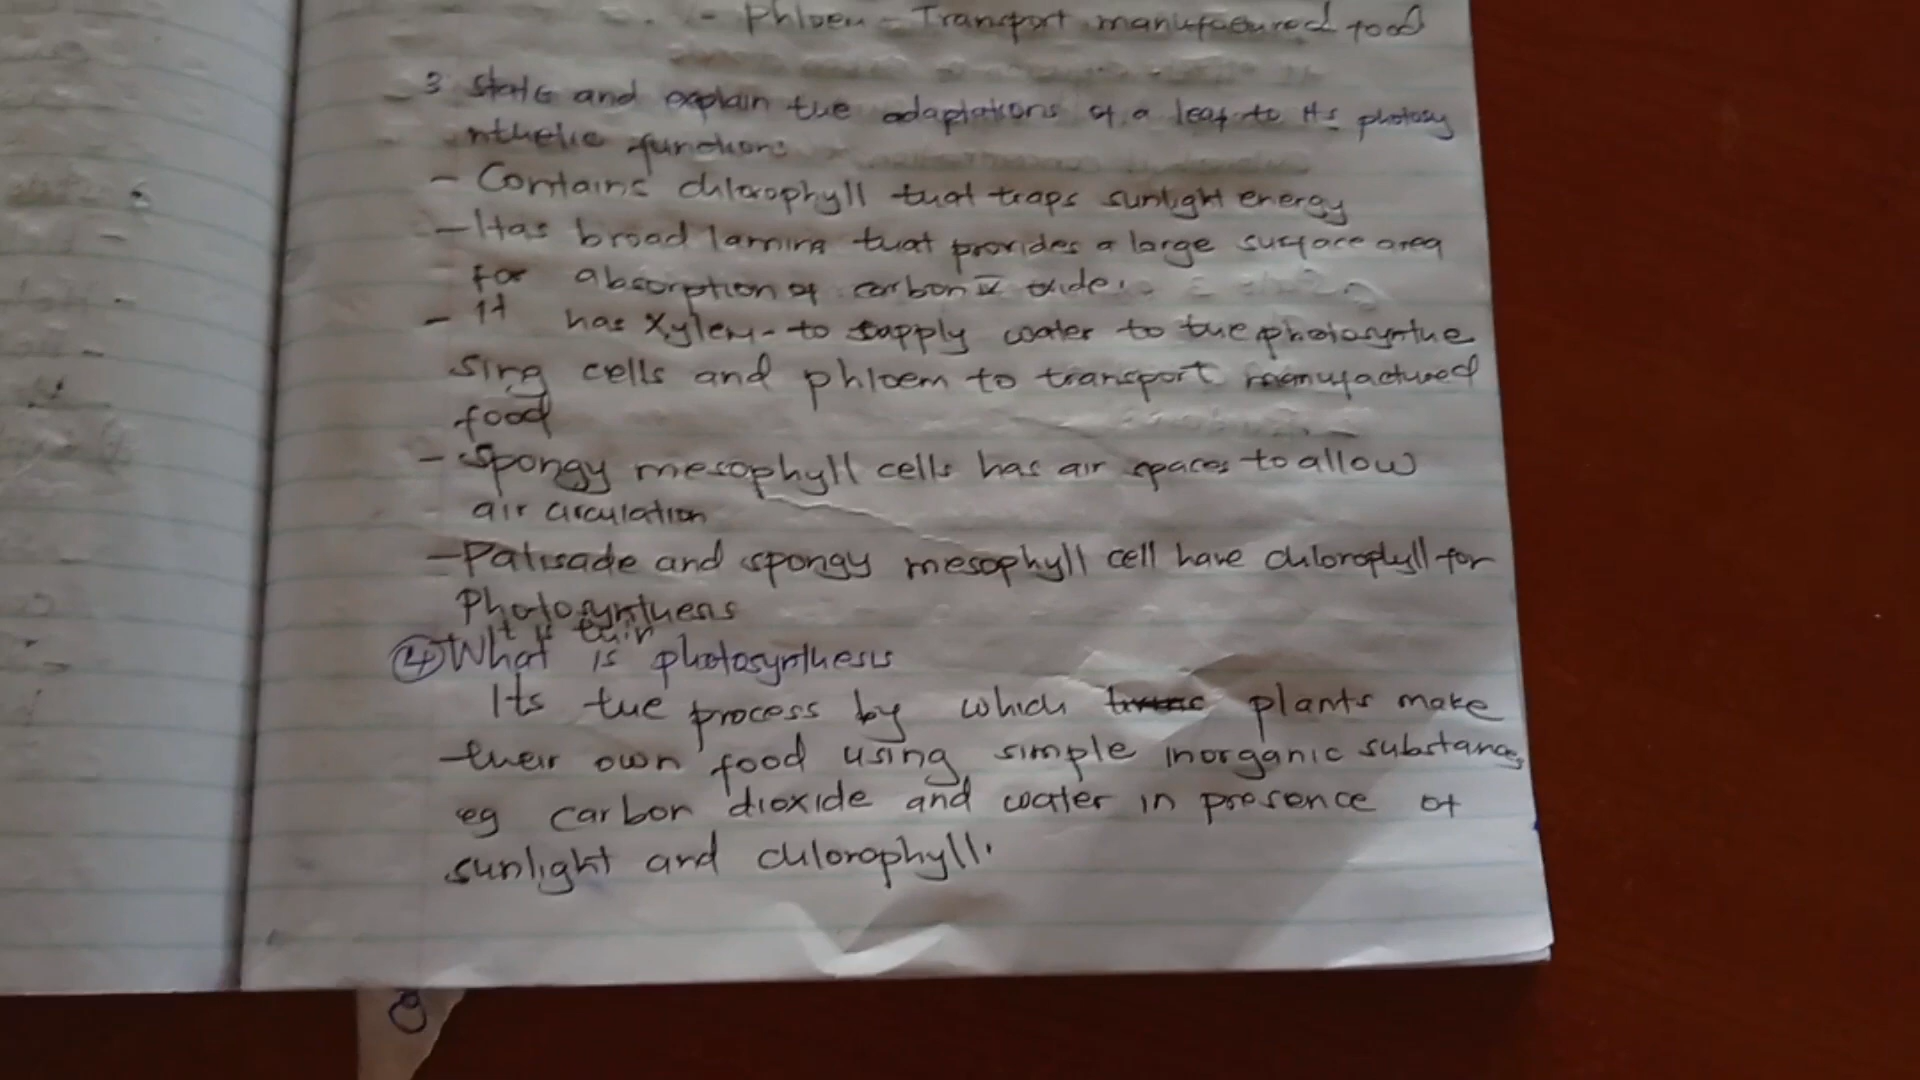 - Phloem - Transport manufacured food
3 State and explain the adaptations of a leaf to its photosy
nthetic functions
- Contains chlorophyll that traps sunlight energy
- Has broad lamina that provides a large surface area
for absorption of carbon IV oxide.
- It has xylem - to supply water to the photosynthe
sing cells and phloem to transport manufactured
food
- Spongy mesophyll cells has air spaces to allow
air circulation
- Palisade and spongy mesophyll cell have chlorophyll for
Photosynthesis
④ What is photosynthesis
Its the process by which plants make
their own food using simple inorganic substances
eg carbon dioxide and water in presence of
sunlight and chlorophyll.